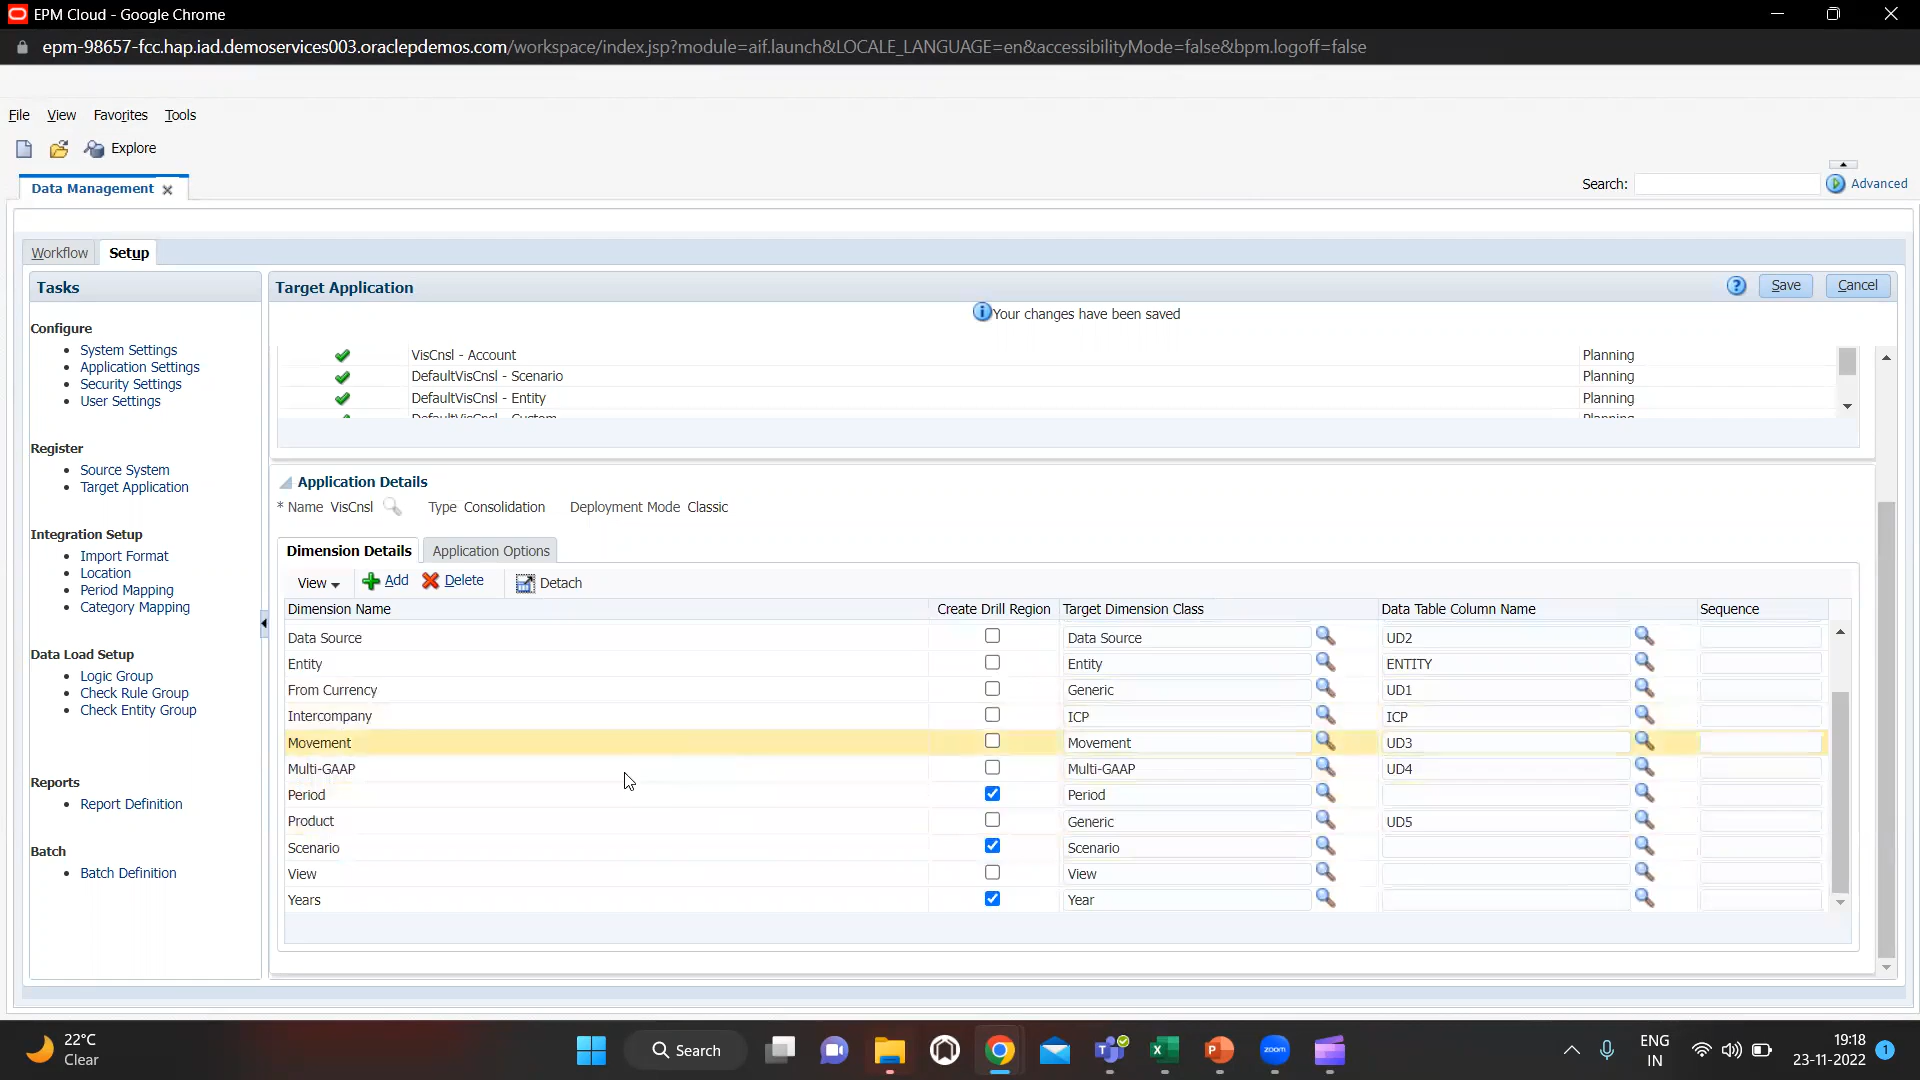 EPM Cloud - Google Chrome
epm-98657-fcc.hap.iad.demoservices003.oraclepdemos.com/workspace/index.jsp?module=aif.launch&LOCALE_LANGUAGE=en&accessibilityMode=false&bpm.logoff=false
File View Favorites Tools
Explore
Data Management
Search: Advanced
Workflow Setup
Tasks
Configure
System Settings
Application Settings
Security Settings
User Settings
Register
Source System
Target Application
Integration Setup
Import Format
Location
Period Mapping
Category Mapping
Data Load Setup
Logic Group
Check Rule Group
Check Entity Group
Reports
Report Definition
Batch
Batch Definition
Target Application
? Save Cancel
Your changes have been saved
VisCnsl - Account Planning
DefaultVisCnsl - Scenario Planning
DefaultVisCnsl - Entity Planning
DefaultVisCnsl - Custom Planning
Application Details
* Name VisCnsl Type Consolidation Deployment Mode Classic
Dimension Details Application Options
View Add Delete Detach
Dimension Name Create Drill Region Target Dimension Class Data Table Column Name Sequence
Data Source Data Source UD2
Entity Entity ENTITY
From Currency Generic UD1
Intercompany ICP ICP
Movement Movement UD3
Multi-GAAP Multi-GAAP UD4
Period Period
Product Generic UD5
Scenario Scenario
View View
Years Year
22°C
Clear
Search
zoom
ENG
IN
19:18
23-11-2022
1